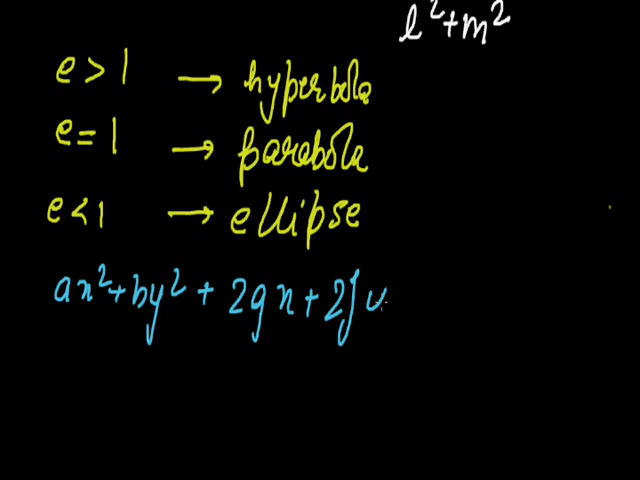 l²+m²
e > 1 → hyperbola
e = 1 → parabola
e < 1 → ellipse
ax²+by² + 2gx + 2fy